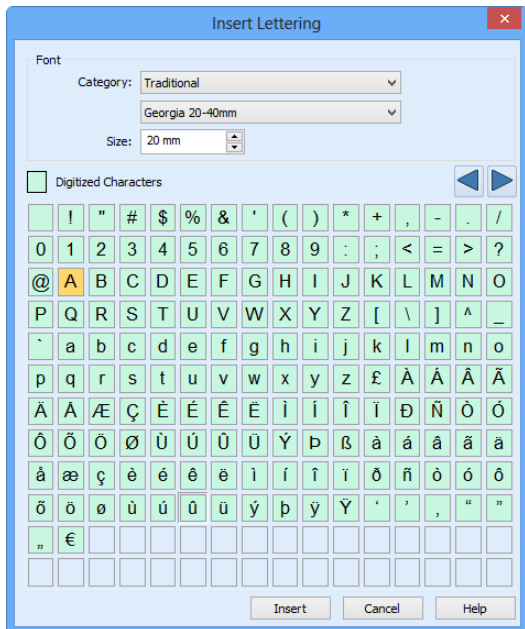 Insert Lettering
Font
Category: Traditional
Georgia 20-40mm
Size: 20 mm
Digitized Characters
! " # $ % & ' ( ) * + , - . /
0 1 2 3 4 5 6 7 8 9 : ; < = > ?
@ A B C D E F G H I J K L M N O
P Q R S T U V W X Y Z [ \ ] ^ _
` a b c d e f g h i j k l m n o
p q r s t u v w x y z £ À Á Â Ã
Ä Å Æ Ç È É Ê Ë Ì Í Î Ï Ð Ñ Ò Ó
Ô Õ Ö Ø Ù Ú Û Ü Ý Þ ß à á â ã ä
å æ ç è é ê ë ì í î ï ð ñ ò ó ô
õ ö ø ù ú û ü ý þ ÿ Ÿ ‘ ’ ‚ “ ”
„ €
Insert Cancel Help